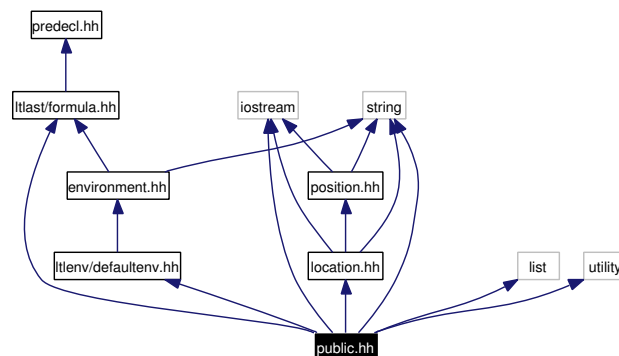 predecl.hh
ltlast/formula.hh
iostream
string
environment.hh
position.hh
ltlenv/defaultenv.hh
location.hh
list
utility
public.hh